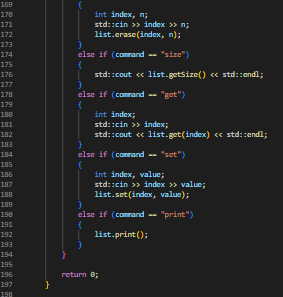 169 {
170 int index, n;
171 std::cin >> index >> n;
172 list.erase(index, n);
173 }
174 else if (command == "size")
175 {
176 std::cout << list.getSize() << std::endl;
177 }
178 else if (command == "get")
179 {
180 int index;
181 std::cin >> index;
182 std::cout << list.get(index) << std::endl;
183 }
184 else if (command == "set")
185 {
186 int index, value;
187 std::cin >> index >> value;
188 list.set(index, value);
189 }
190 else if (command == "print")
191 {
192 list.print();
193 }
194 }
195
196 return 0;
197 }
198